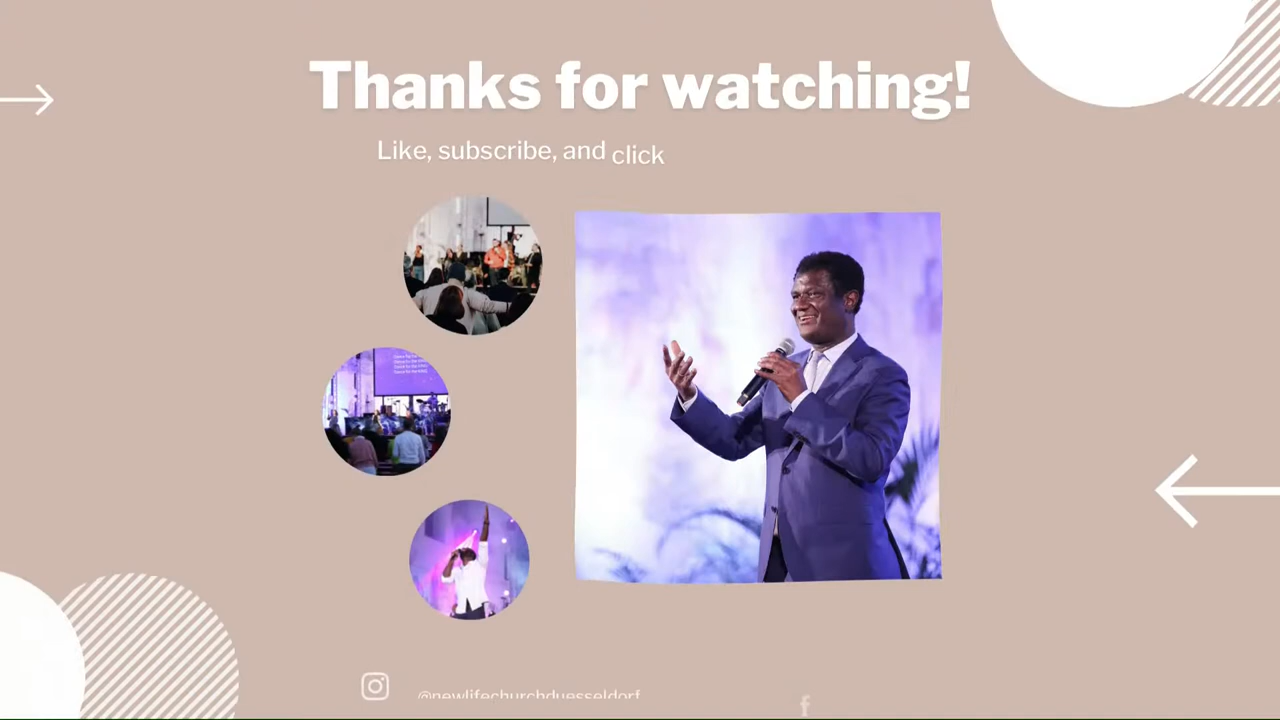 Thanks for watching!
Like, subscribe, and click
@newlifechurchduesseldorf